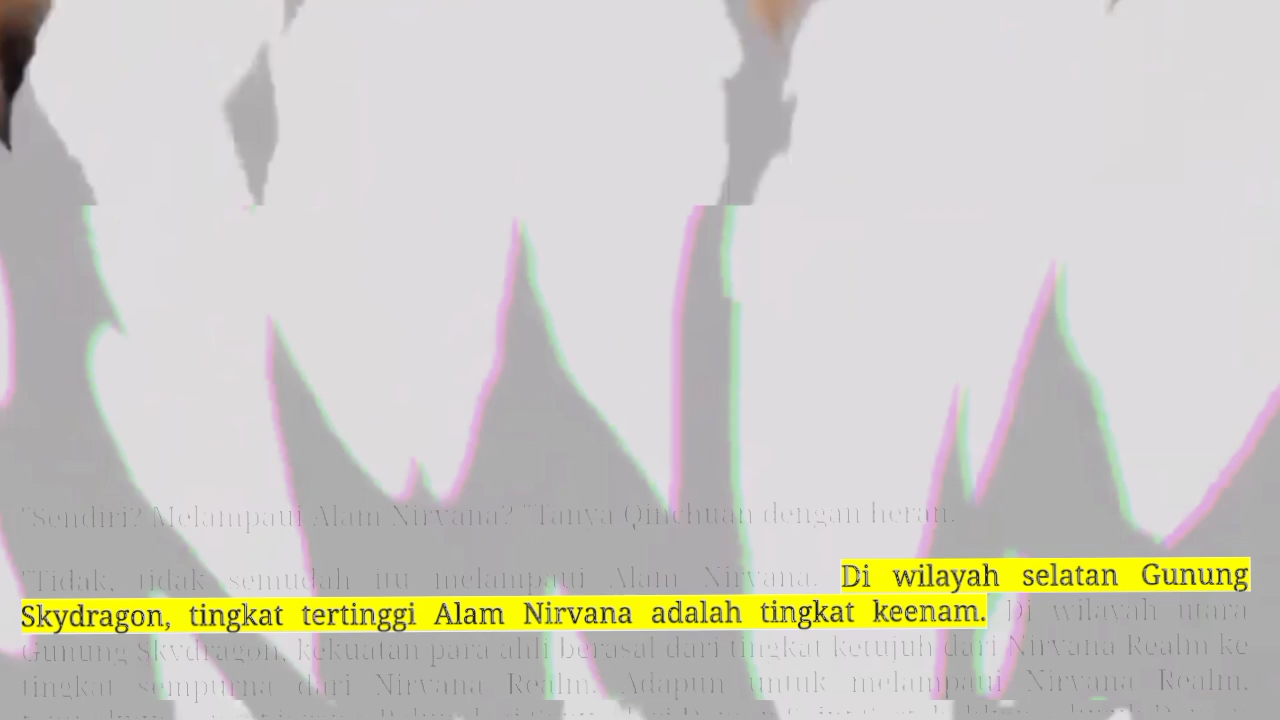 "Sendiri? Melampaui Alam Nirvana? "Tanya Qinchuan dengan heran.
"Tidak, tidak semudah itu melampaui Alam Nirvana. Di wilayah selatan Gunung
Skydragon, tingkat tertinggi Alam Nirvana adalah tingkat keenam. Di wilayah utara
Gunung Skydragon, kekuatan para ahli berasal dari tingkat ketujuh dari Nirvana Realm ke
tingkat sempurna dari Nirvana Realm. Adapun untuk melampaui Nirvana Realm,